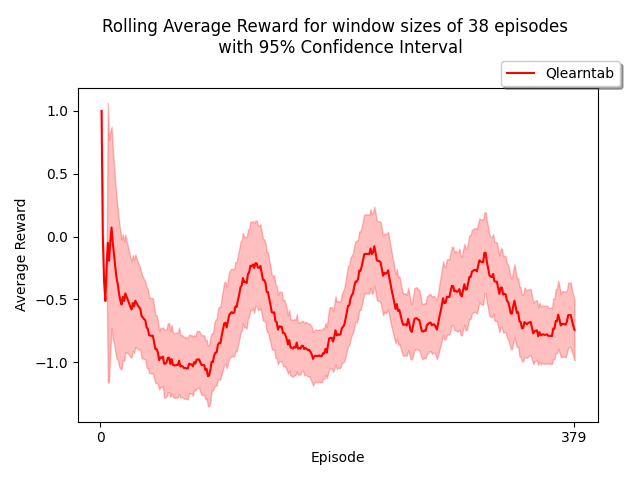 Rolling Average Reward for window sizes of 38 episodes
with 95% Confidence Interval
Qlearntab
1.0
0.5
0.0
−0.5
−1.0
Average Reward
0
379
Episode